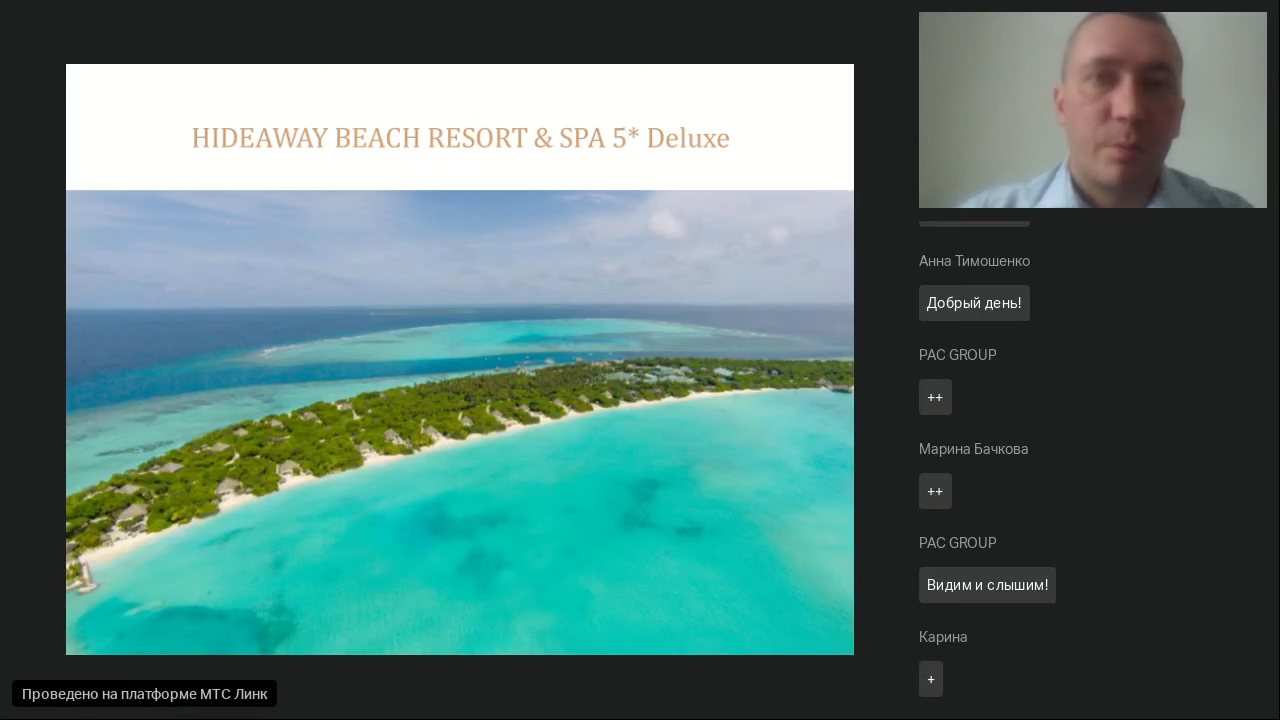 HIDEAWAY BEACH RESORT & SPA 5* Deluxe
Анна Тимошенко
Добрый день!
PAC GROUP
++
Марина Бачкова
++
PAC GROUP
Видим и слышим!
Карина
+
Проведено на платформе МТС Линк